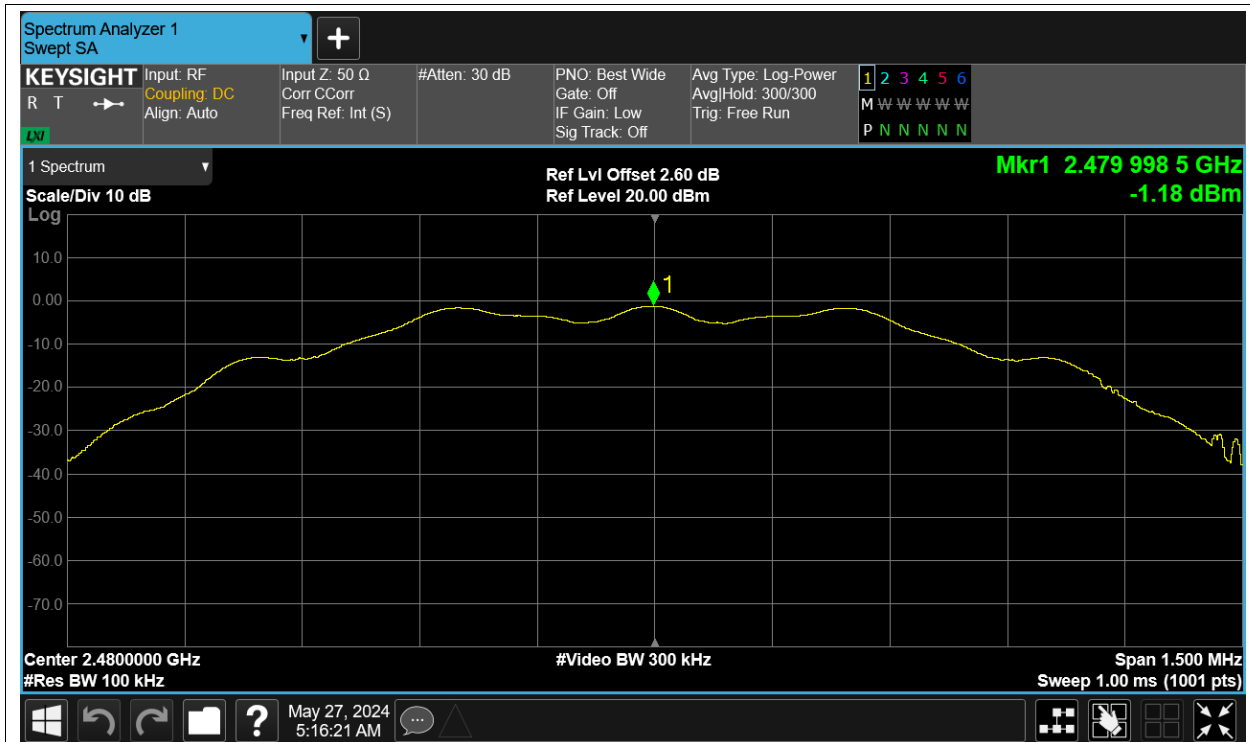 Spectrum Analyzer 1
Swept SA
+
KEYSIGHT
R T
LXI
Input: RF
Coupling: DC
Align: Auto
Input Z: 50 Ω
Corr CCorr
Freq Ref: Int (S)
#Atten: 30 dB
PNO: Best Wide
Gate: Off
IF Gain: Low
Sig Track: Off
Avg Type: Log-Power
Avg|Hold: 300/300
Trig: Free Run
1 2 3 4 5 6
M W W W W W
P N N N N N
1 Spectrum
Scale/Div 10 dB
Log
Ref Lvl Offset 2.60 dB
Ref Level 20.00 dBm
Mkr1 2.479 998 5 GHz
-1.18 dBm
1
10.0
0.00
-10.0
-20.0
-30.0
-40.0
-50.0
-60.0
-70.0
Center 2.4800000 GHz
#Res BW 100 kHz
#Video BW 300 kHz
Span 1.500 MHz
Sweep 1.00 ms (1001 pts)
?
May 27, 2024
5:16:21 AM